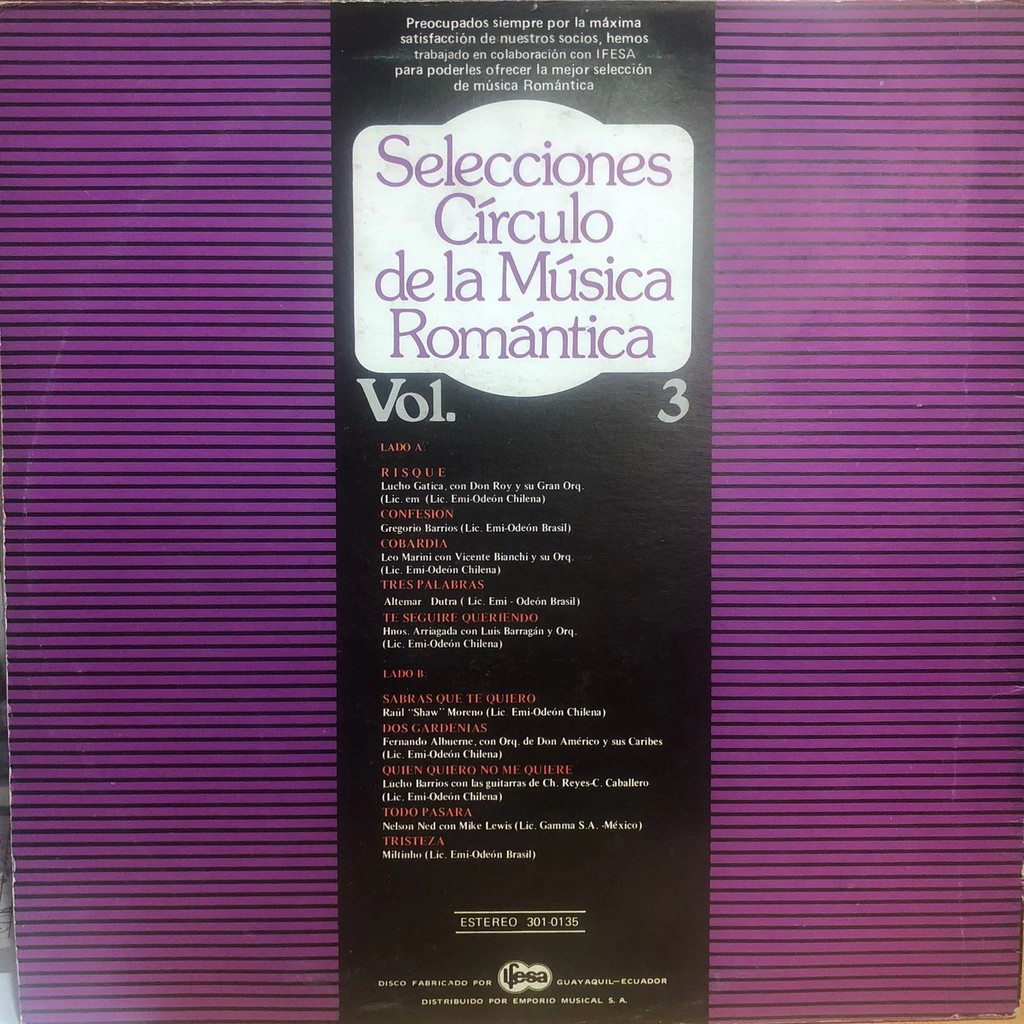 Preocupados siempre por la máxima
satisfacción de nuestros socios, hemos
trabajado en colaboración con IFESA
para poderles ofrecer la mejor selección
de música Romántica
Selecciones
Círculo
de la Música
Romántica
Vol. 3
LADO A:
RISQUE
Lucho Gatica, con Don Roy y su Gran Orq.
(Lic. em (Lic. Emi-Odeón Chilena)
CONFESION
Gregorio Barrios (Lic. Emi-Odeón Brasil)
COBARDIA
Leo Marini con Vicente Bianchi y su Orq.
(Lic. Emi-Odeón Chilena)
TRES PALABRAS
Altemar Dutra ( Lic. Emi - Odeón Brasil)
TE SEGUIRE QUERIENDO
Hnos. Arriagada con Luis Barragán y Orq.
(Lic. Emi-Odeón Chilena)
LADO B:
SABRAS QUE TE QUIERO
Raúl "Shaw" Moreno (Lic. Emi-Odeón Chilena)
DOS GARDENIAS
Fernando Albuerne, con Orq. de Don Américo y sus Caribes
(Lic. Emi-Odeón Chilena)
QUIEN QUIERO NO ME QUIERE
Lucho Barrios con las guitarras de Ch. Reyes-C. Caballero
(Lic. Emi-Odeón Chilena)
TODO PASARA
Nelson Ned con Mike Lewis (Lic. Gamma S.A. -México)
TRISTEZA
Miltinho (Lic. Emi-Odeón Brasil)
ESTEREO 301-0135
DISCO FABRICADO POR ifesa GUAYAQUIL—ECUADOR
DISTRIBUIDO POR EMPORIO MUSICAL S. A.